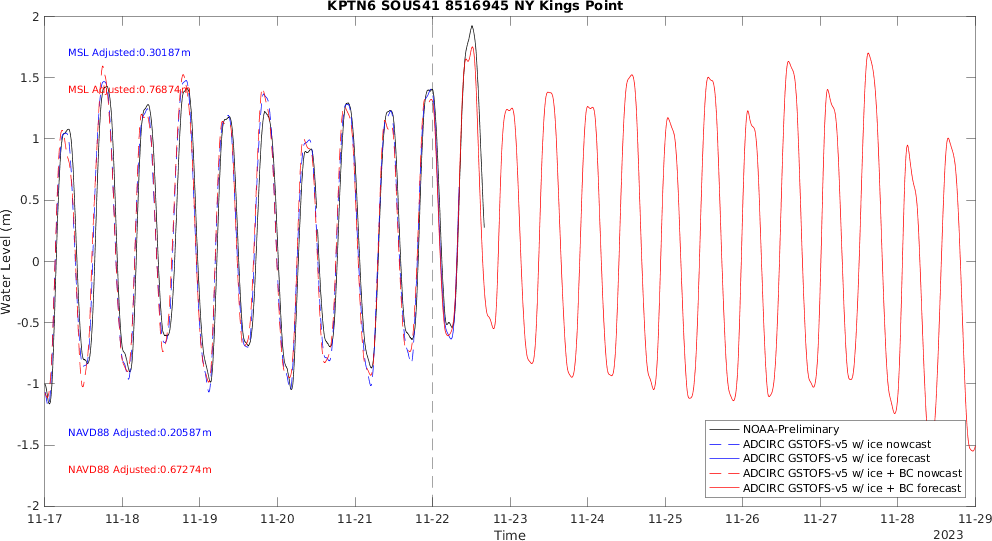 KPTN6 SOUS41 8516945 NY Kings Point
2
1.5
1
0.5
0
-0.5
-1
-1.5
-2
Water Level (m)
MSL Adjusted:0.30187m
MSL Adjusted:0.76874m
NAVD88 Adjusted:0.20587m
NAVD88 Adjusted:0.67274m
NOAA-Preliminary
ADCIRC GSTOFS-v5 w/ ice nowcast
ADCIRC GSTOFS-v5 w/ ice forecast
ADCIRC GSTOFS-v5 w/ ice + BC nowcast
ADCIRC GSTOFS-v5 w/ ice + BC forecast
11-17 11-18 11-19 11-20 11-21 11-22 11-23 11-24 11-25 11-26 11-27 11-28 11-29
Time
2023